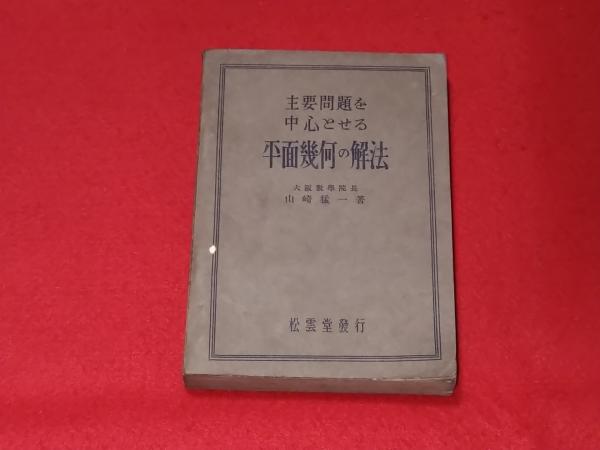 主要問題を
中心とせる
平面幾何の解法
大阪数學院長
山崎猛一著
松雲堂發行